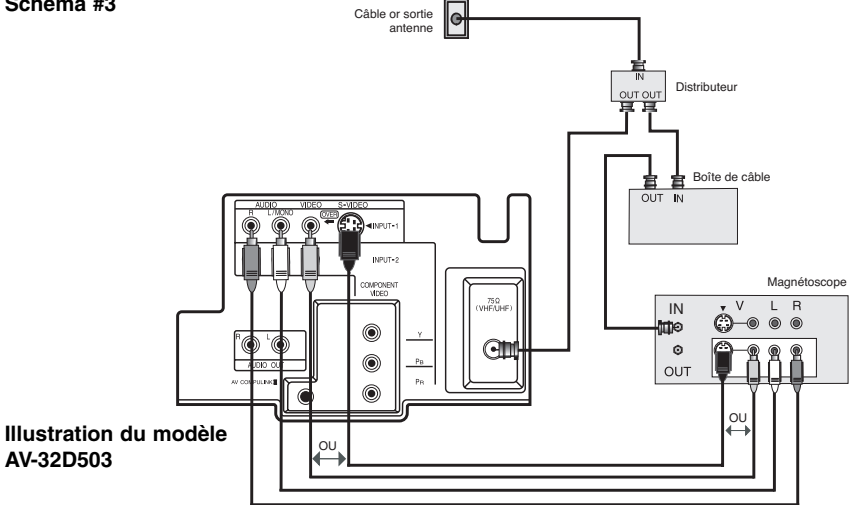 Schéma #3
Câble or sortie
antenne
IN
OUT OUT
Distributeur
Boîte de câble
OUT IN
Magnétoscope
AUDIO VIDEO S-VIDEO
R L/MONO OVER
INPUT-1
INPUT-2
COMPONENT
VIDEO
75Ω
(VHF/UHF)
IN V L R
OUT
R L
AUDIO OUT
AV COMPULINK
Y
PB
PR
OU
OU
Illustration du modèle
AV-32D503